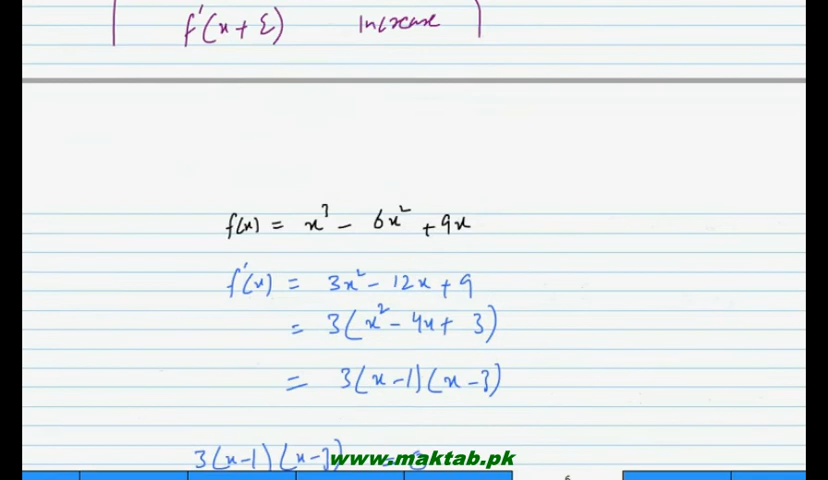 f'(x + ε) Increase
f(x) = x³ - 6x² + 9x
f'(x) = 3x² - 12x + 9
= 3(x² - 4x + 3)
= 3(x-1)(x-3)
3(x-1)(x-3) = 0
www.maktab.pk